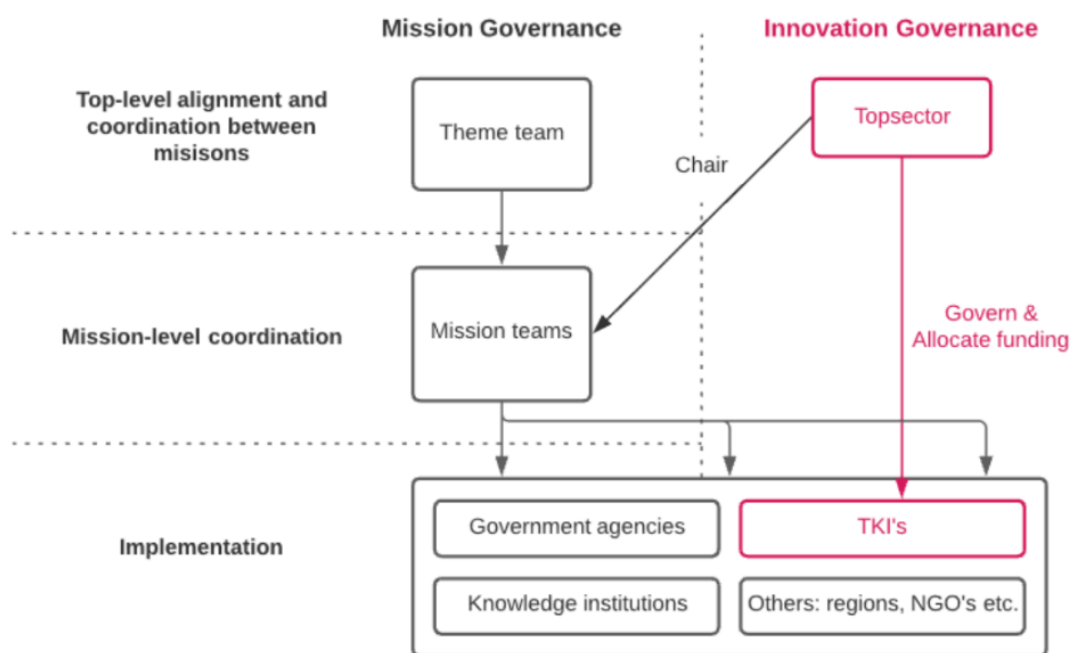 Mission Governance
Innovation Governance
Top-level alignment and
coordination between
misisons
Theme team
Topsector
Chair
Mission-level coordination
Mission teams
Govern &
Allocate funding
Implementation
Government agencies
TKI's
Knowledge institutions
Others: regions, NGO's etc.